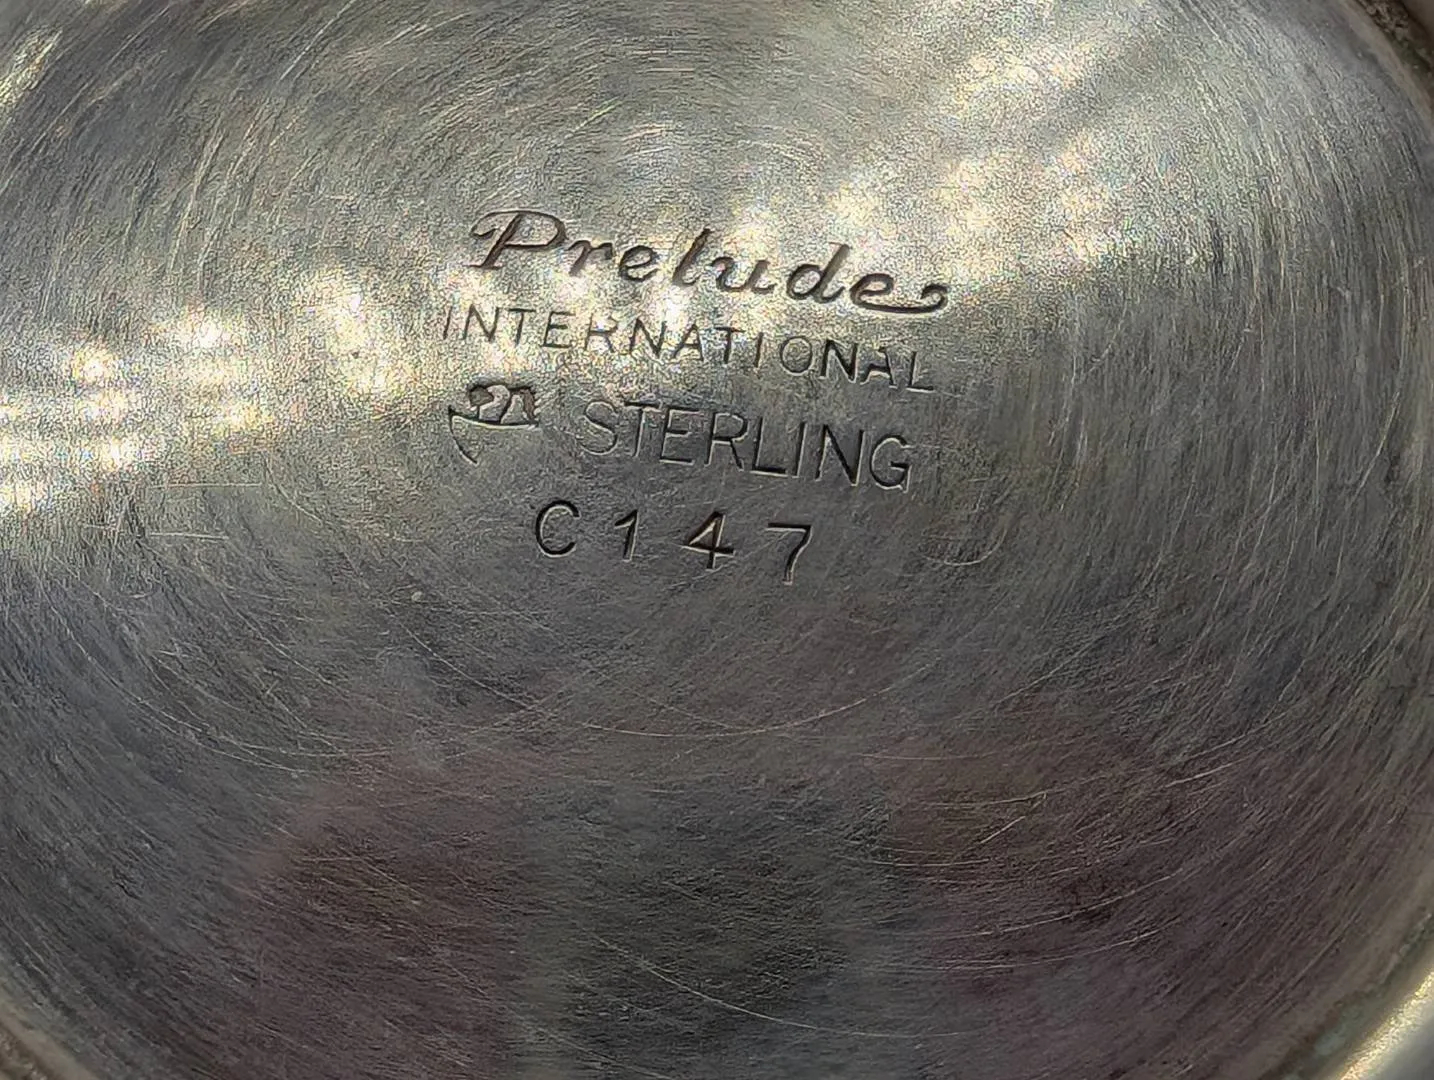 Prelude
INTERNATIONAL
STERLING
C147